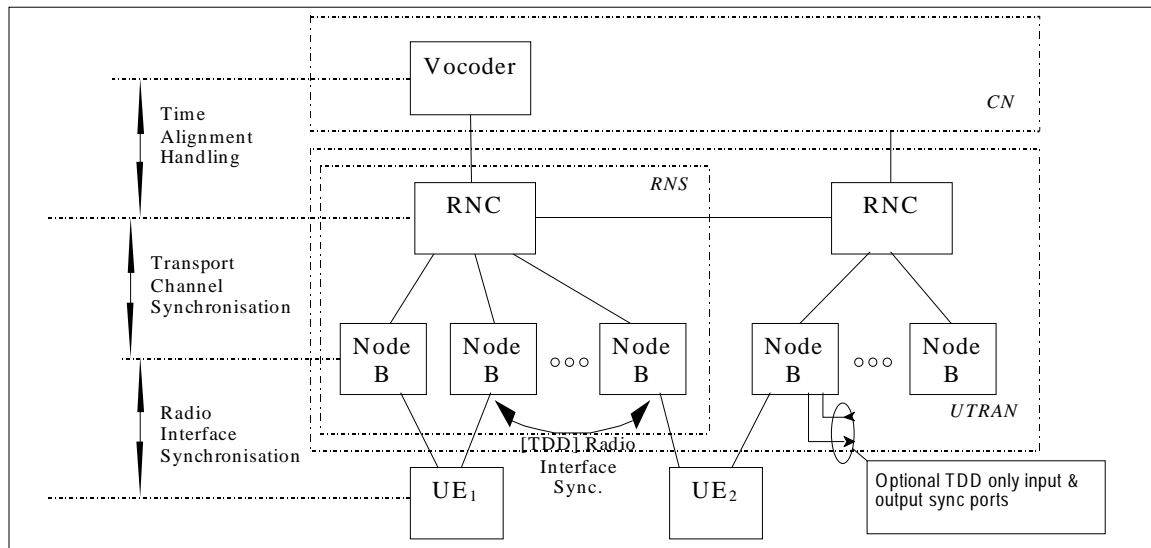 Vocoder
CN
Time
Alignment
Handling
RNS
RNC
RNC
Transport
Channel
Synchronisation
Node
B
Node
B
Node
B
Node
B
Node
B
UTRAN
Radio
Interface
Synchronisation
[TDD] Radio
Interface
Sync.
UE1
UE2
Optional TDD only input &
output sync ports